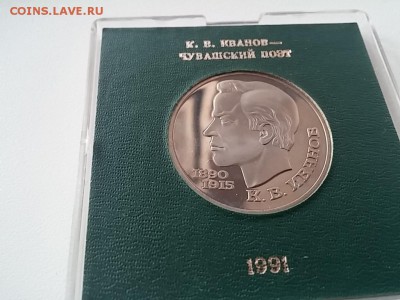 COINS.LAVE.RU
К. В. ИВАНОВ—
ЧУВАШСКИЙ ПОЭТ
1890
1915
К. В. ИВАНОВ
1991